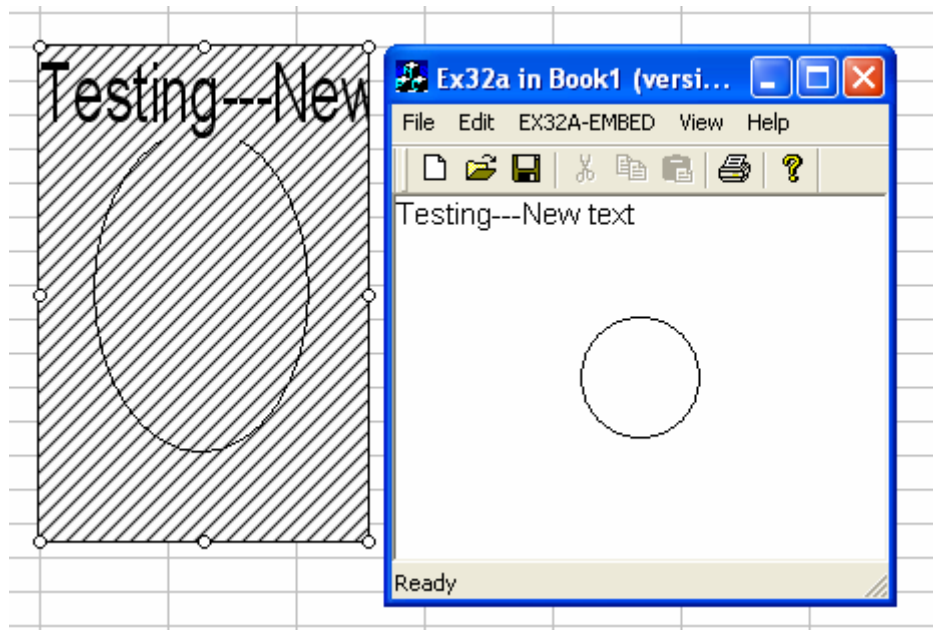 Testing---New
Ex32a in Book1 (versi...
File Edit EX32A-EMBED View Help
Testing---New text
Ready